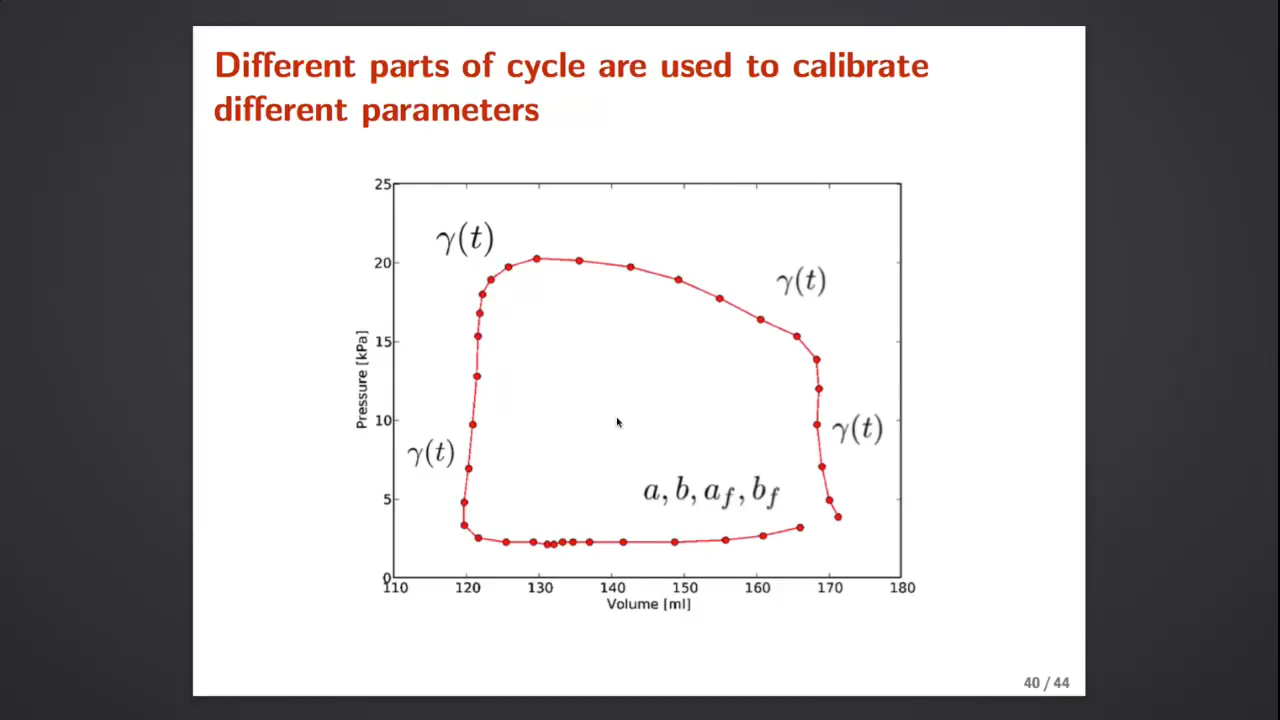 Different parts of cycle are used to calibrate
different parameters
25
20
15
10
5
0
Pressure [kPa]
γ(t)
γ(t)
γ(t)
γ(t)
a, b, a_f, b_f
110 120 130 140 150 160 170 180
Volume [ml]
40 / 44